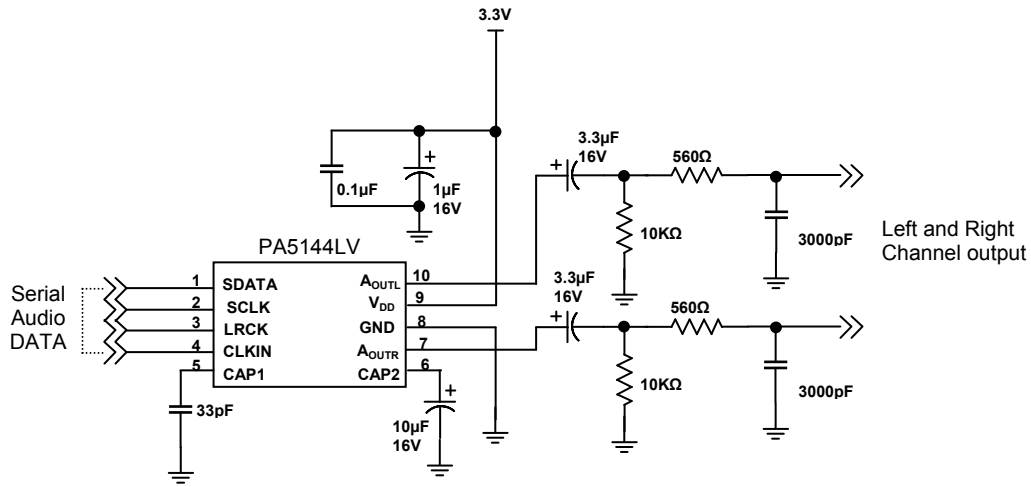 3.3V
3.3µF
16V
560Ω
0.1µF
1µF
16V
10KΩ
3000pF
Left and Right
Channel output
PA5144LV
Serial
Audio
DATA
1 SDATA
2 SCLK
3 LRCK
4 CLKIN
5 CAP1
AOUTL 10
VDD 9
GND 8
AOUTR 7
CAP2 6
3.3µF
16V
560Ω
10KΩ
3000pF
33pF
10µF
16V